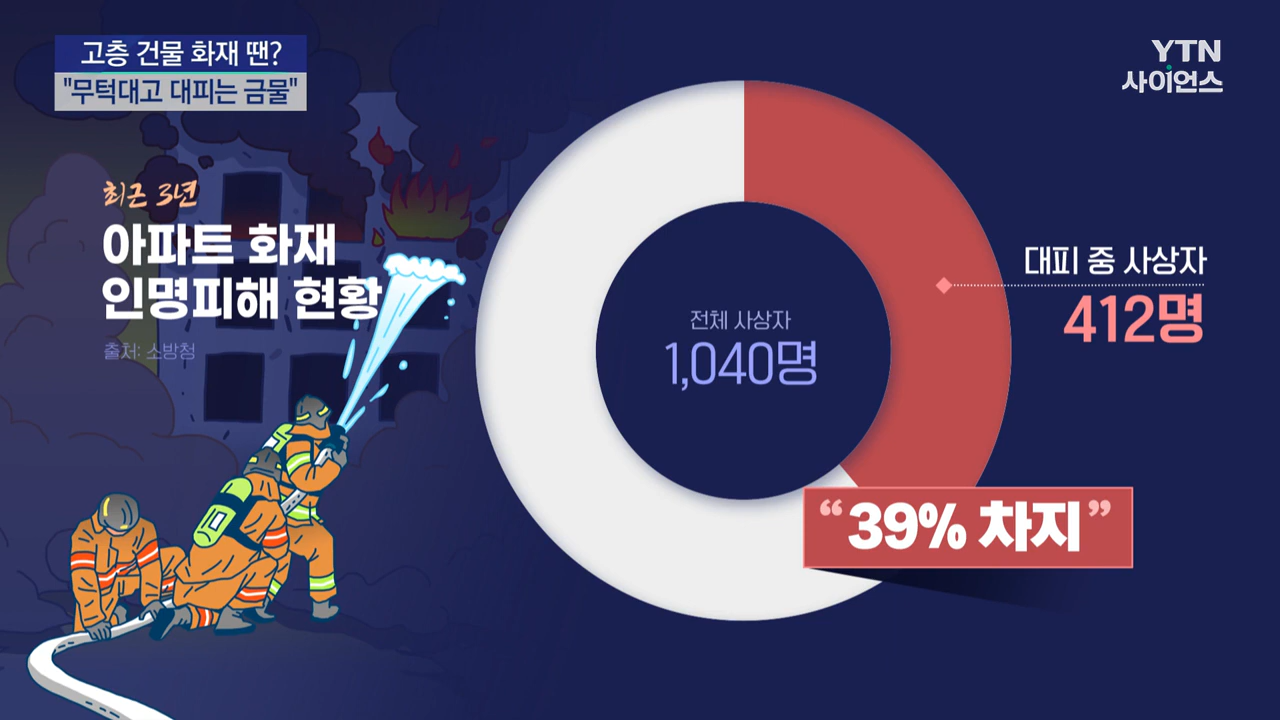 고층 건물 화재 땐?
"무턱대고 대피는 금물"
YTN
사이언스
최근 3년
아파트 화재
인명피해 현황
출처: 소방청
전체 사상자
1,040명
대피 중 사상자
412명
“39% 차지”